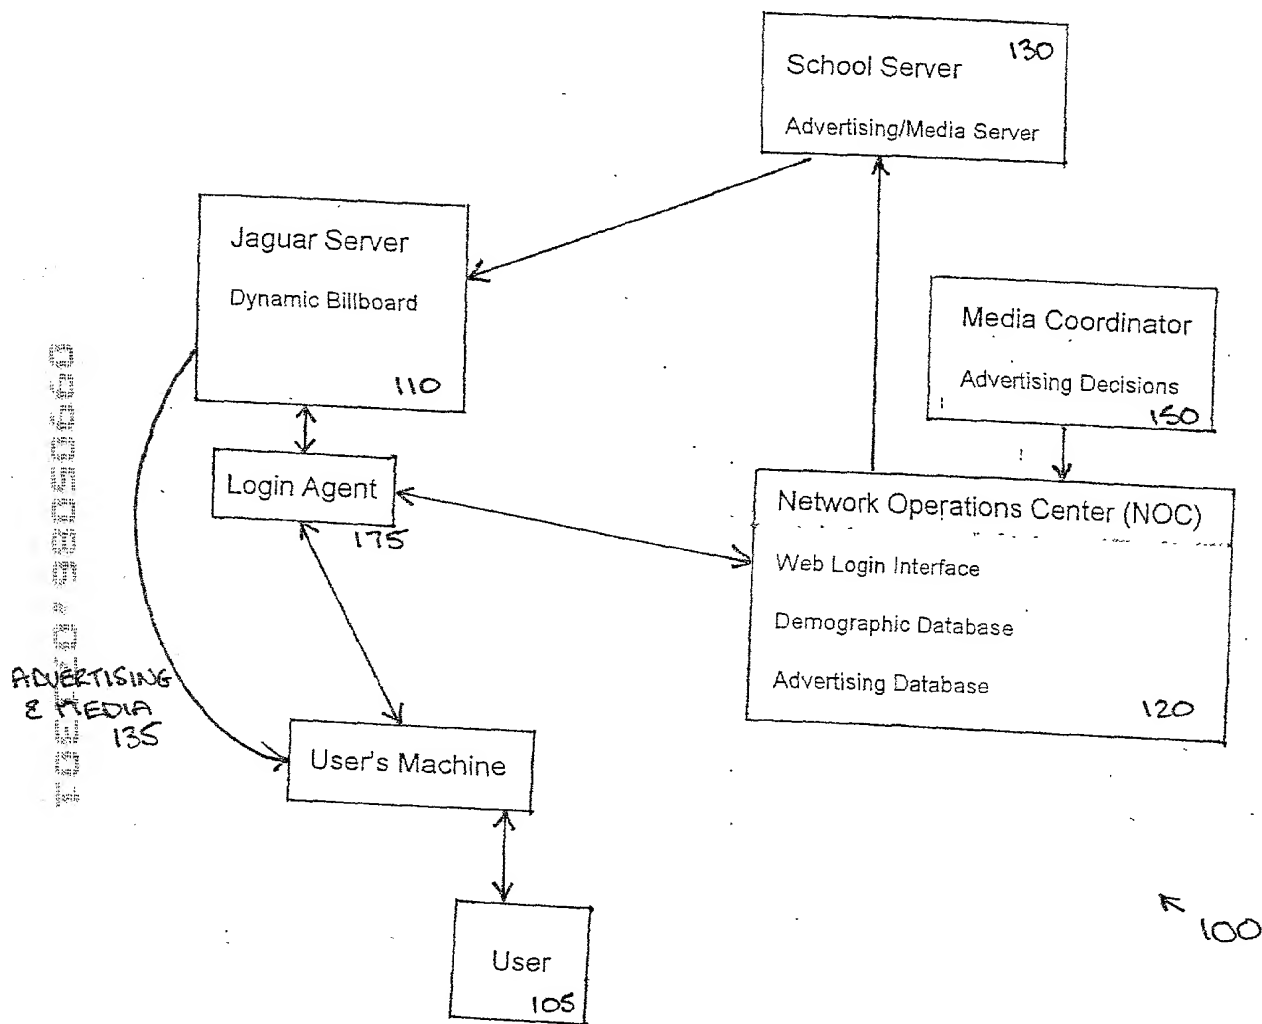 130
School Server
Advertising/Media Server
Jaguar Server
Dynamic Billboard
110
Media Coordinator
Advertising Decisions
150
Login Agent
175
Network Operations Center (NOC)
Web Login Interface
Demographic Database
Advertising Database
120
ADVERTISING
& MEDIA
135
User's Machine
User
105
100